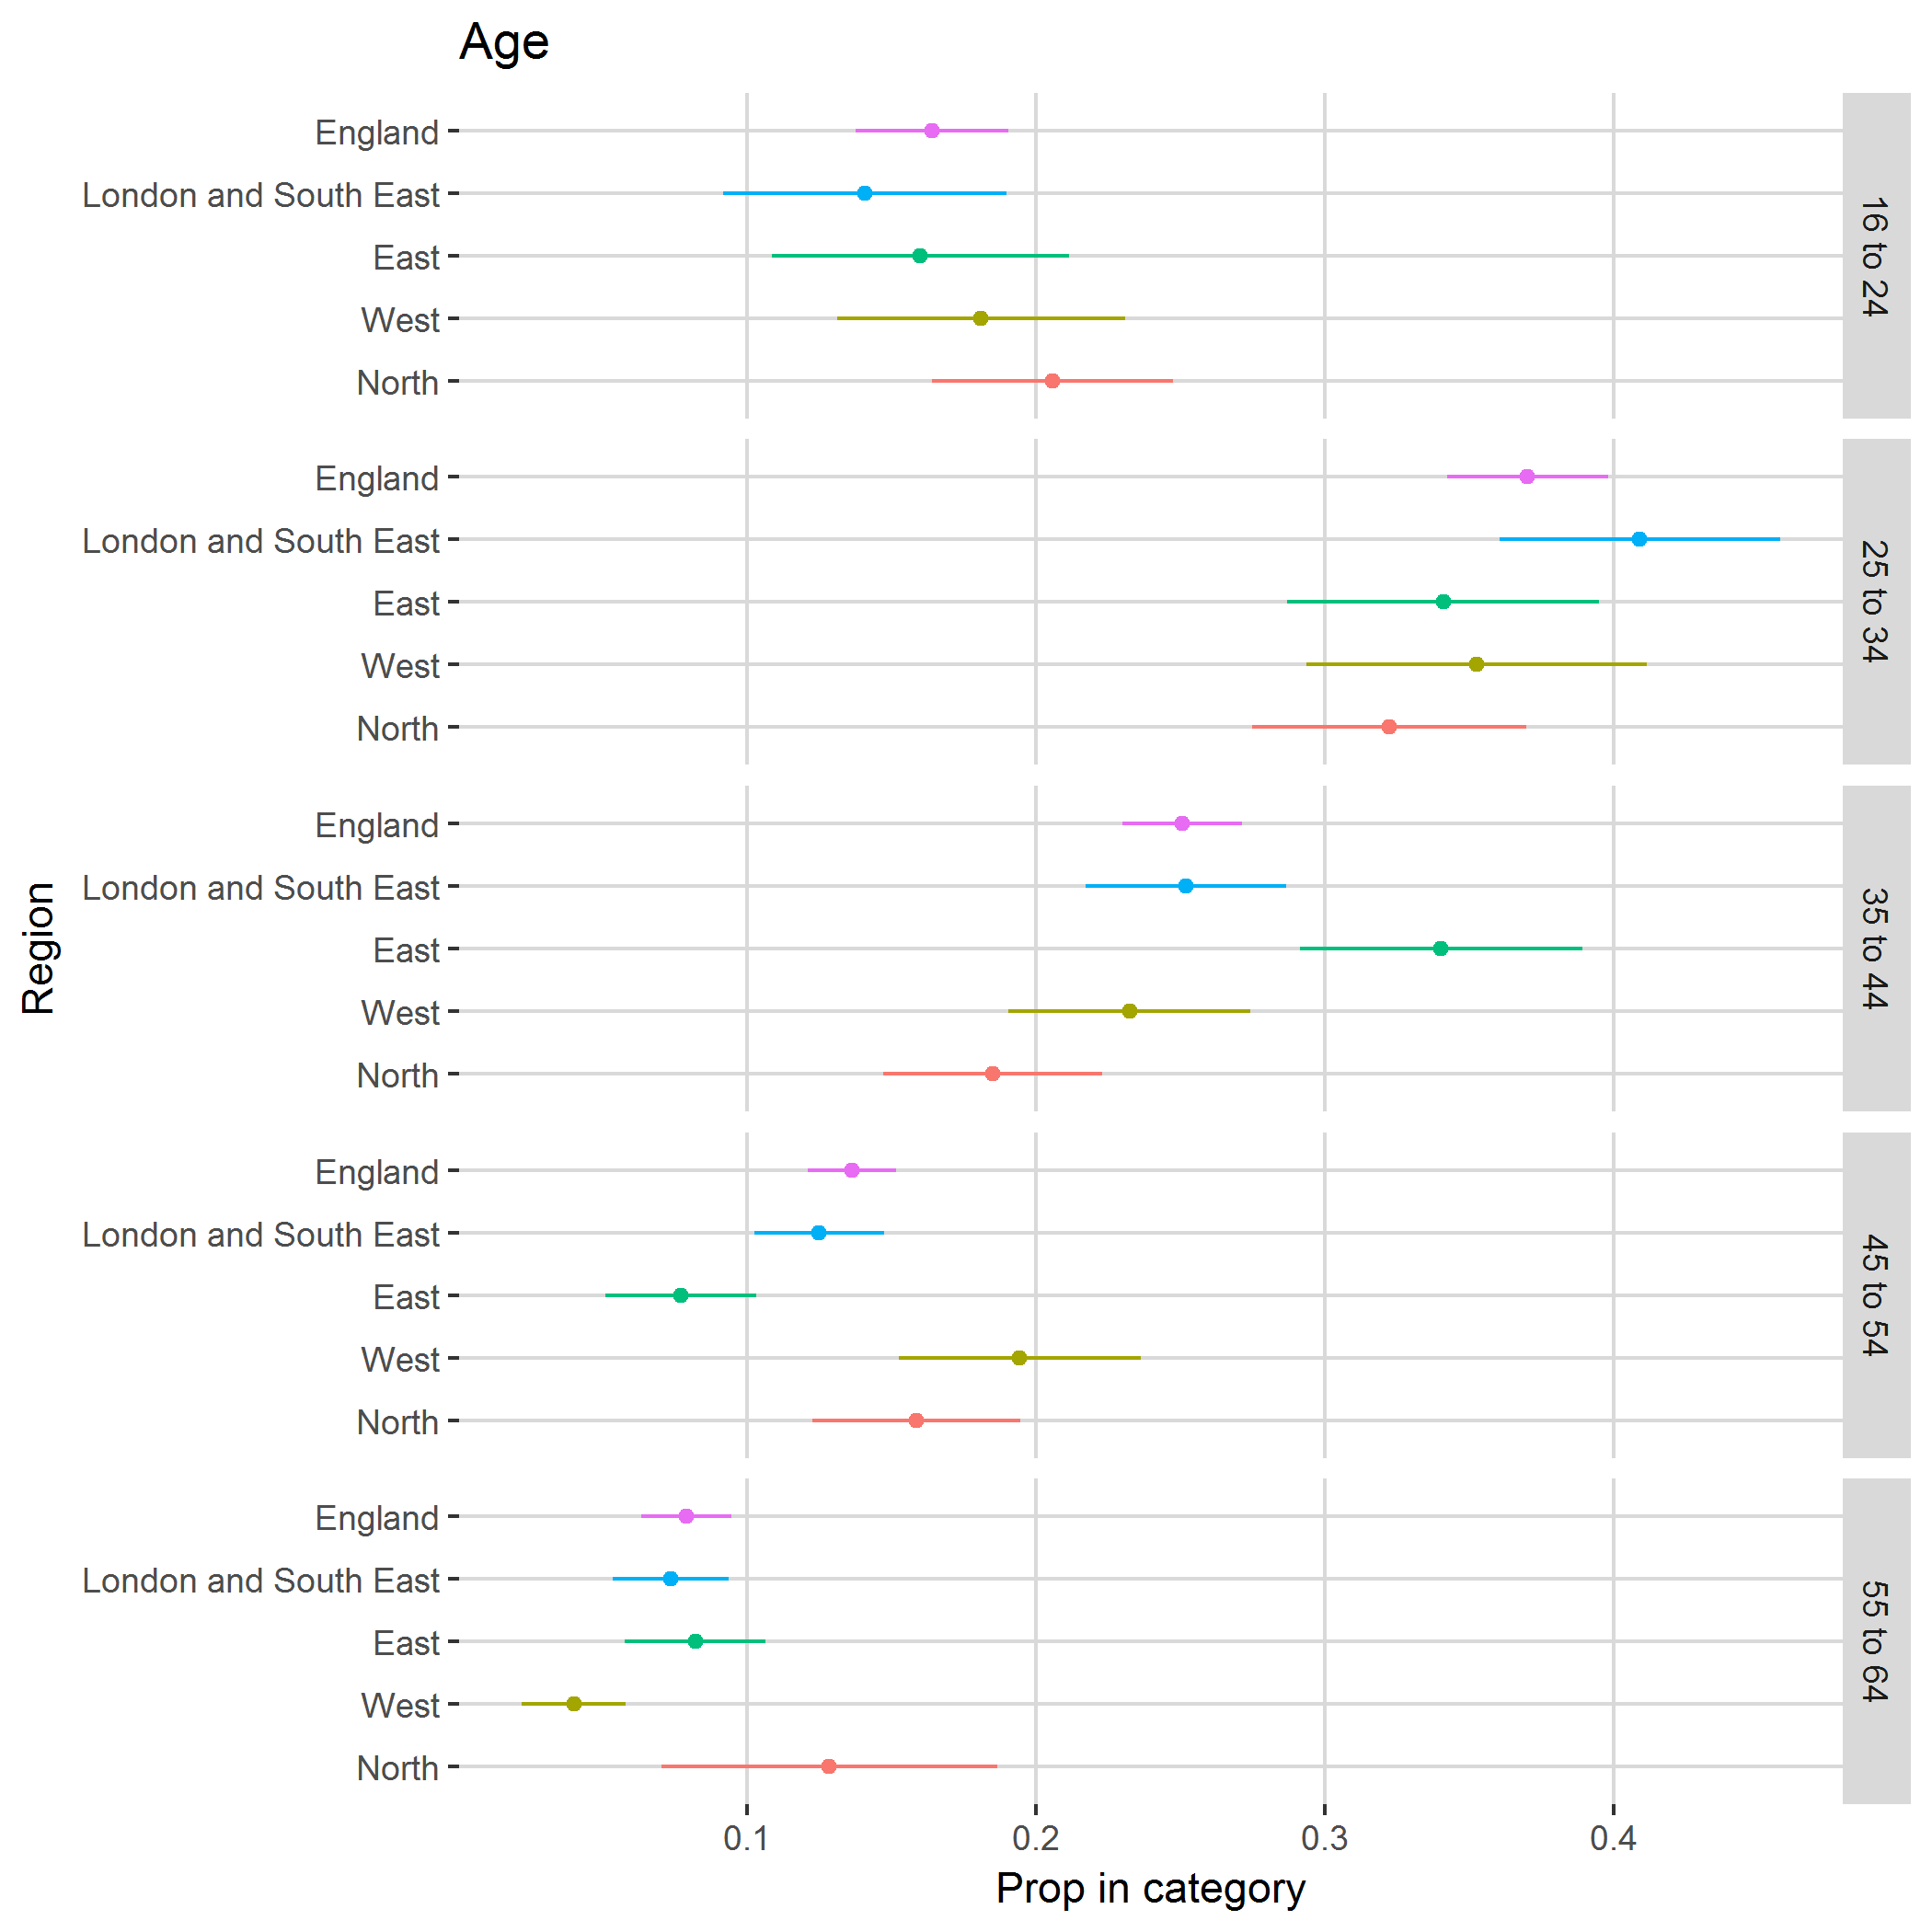 Age
England
London and South East
East
West
North
16 to 24
England
London and South East
East
West
North
25 to 34
England
London and South East
East
West
North
35 to 44
England
London and South East
East
West
North
45 to 54
England
London and South East
East
West
North
55 to 64
Region
0.1 0.2 0.3 0.4
Prop in category